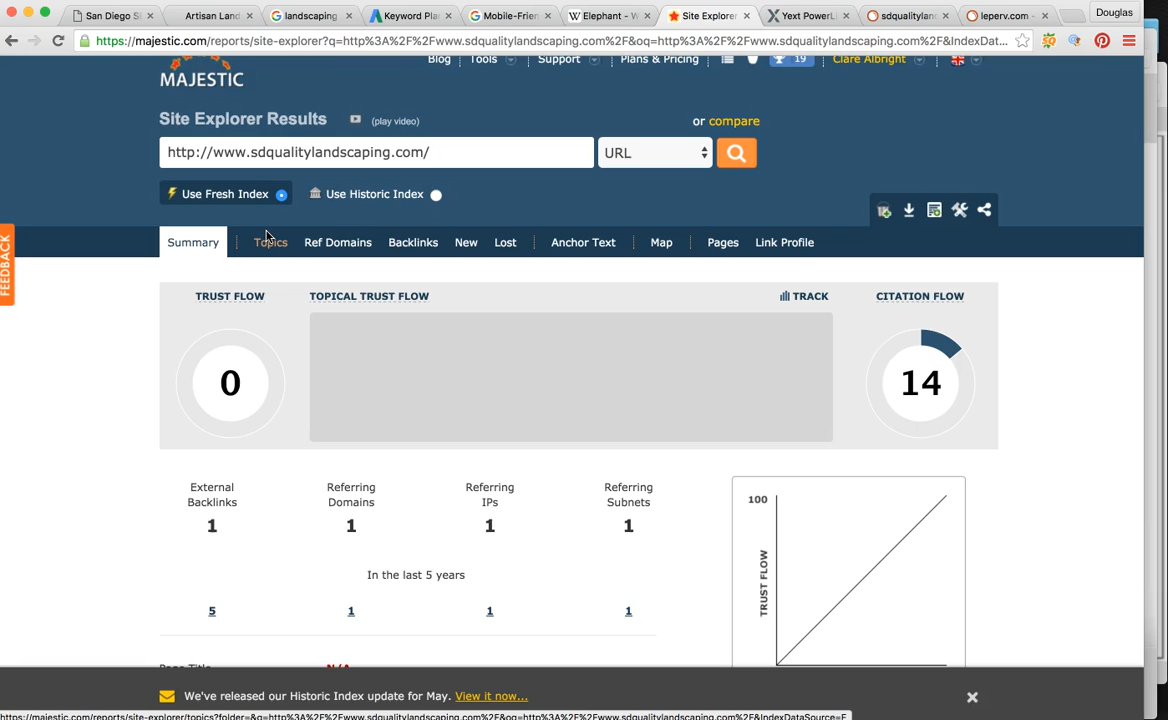 San Diego Si
Artisan Land
landscaping
Keyword Plan
Mobile-Frien
Elephant - W
Site Explorer
Yext PowerLi
sdqualitylan
leperv.com -
Douglas
https://majestic.com/reports/site-explorer?q=http%3A%2F%2Fwww.sdqualitylandscaping.com%2F&oq=http%3A%2F%2Fwww.sdqualitylandscaping.com%2F&IndexDat...
MAJESTIC
Blog Tools Support Plans & Pricing 19 Clare Albright
Site Explorer Results (play video) or compare
http://www.sdqualitylandscaping.com/ URL
Use Fresh Index Use Historic Index
FEEDBACK
Summary Topics Ref Domains Backlinks New Lost Anchor Text Map Pages Link Profile
TRUST FLOW TOPICAL TRUST FLOW TRACK CITATION FLOW
0 14
External Backlinks
Referring Domains
Referring IPs
Referring Subnets
1 1 1 1
In the last 5 years
5 1 1 1
100
TRUST FLOW
Page Title N/A
We've released our Historic Index update for May. View it now...
https://majestic.com/reports/site-explorer/topics?folder=&q=http%3A%2F%2Fwww.sdqualitylandscaping.com%2F&oq=http%3A%2F%2Fwww.sdqualitylandscaping.com%2F&IndexDataSource=F